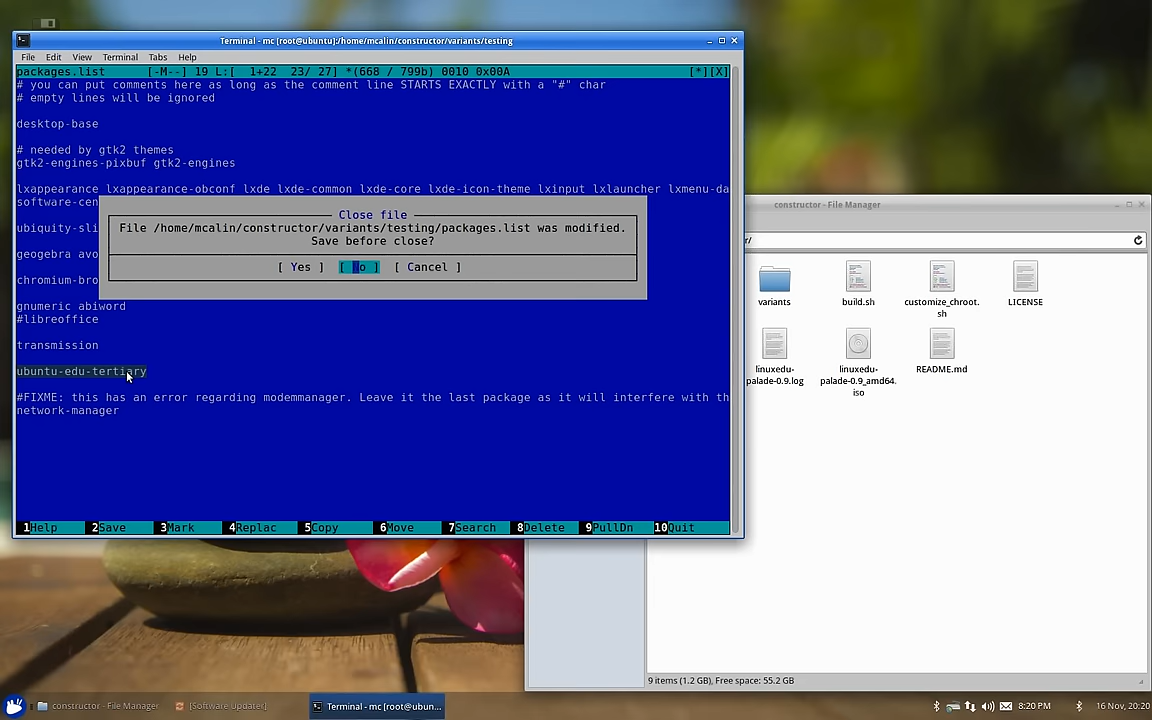 Terminal - mc [root@ubuntu]:/home/mcalin/constructor/variants/testing
File Edit View Terminal Tabs Help
packages.list [-M--] 19 L:[ 1+22 23/ 27] *(668 / 799b) 0010 0x00A [*][X]
# you can put comments here as long as the comment line STARTS EXACTLY with a "#" char
# empty lines will be ignored
desktop-base
# needed by gtk2 themes
gtk2-engines-pixbuf gtk2-engines
lxappearance lxappearance-obconf lxde lxde-common lxde-core lxde-icon-theme lxinput lxlauncher lxmenu-da
software-cen
ubiquity-sli
geogebra avo
chromium-bro
gnumeric abiword
#libreoffice
transmission
ubuntu-edu-tertiary
#FIXME: this has an error regarding modemmanager. Leave it the last package as it will interfere with th
network-manager
Close file
File /home/mcalin/constructor/variants/testing/packages.list was modified.
Save before close?
[ Yes ] [ No ] [ Cancel ]
1Help 2Save 3Mark 4Replac 5Copy 6Move 7Search 8Delete 9PullDn 10Quit
constructor - File Manager
r/
variants
build.sh
customize_chroot.
sh
LICENSE
linuxedu-
palade-0.9.log
linuxedu-
palade-0.9_amd64.
iso
README.md
9 items (1.2 GB), Free space: 55.2 GB
constructor - File Manager
[Software Updater]
Terminal - mc [root@ubun...
8:20 PM
16 Nov, 20:20